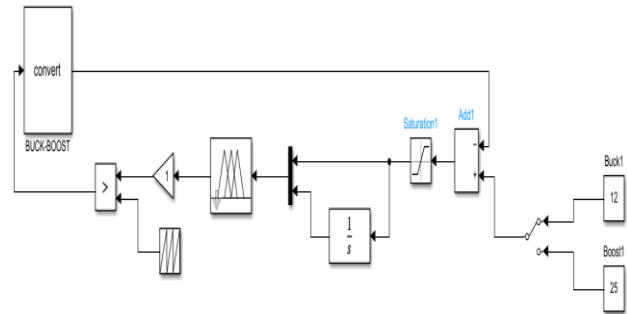 convert
BUCK-BOOST
Saturation1
Add1
-
+
Buck1
12
Boost1
25
>
1
1
s